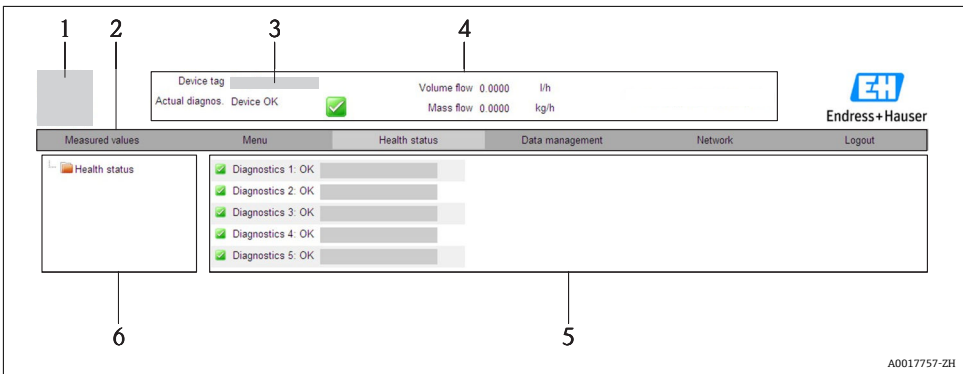 1 2 3 4
Device tag
Volume flow 0.0000 l/h
Actual diagnos. Device OK
Mass flow 0.0000 kg/h
EH
Endress+Hauser
Measured values Menu Health status Data management Network Logout
Health status
Diagnostics 1: OK
Diagnostics 2: OK
Diagnostics 3: OK
Diagnostics 4: OK
Diagnostics 5: OK
6 5
A0017757-ZH